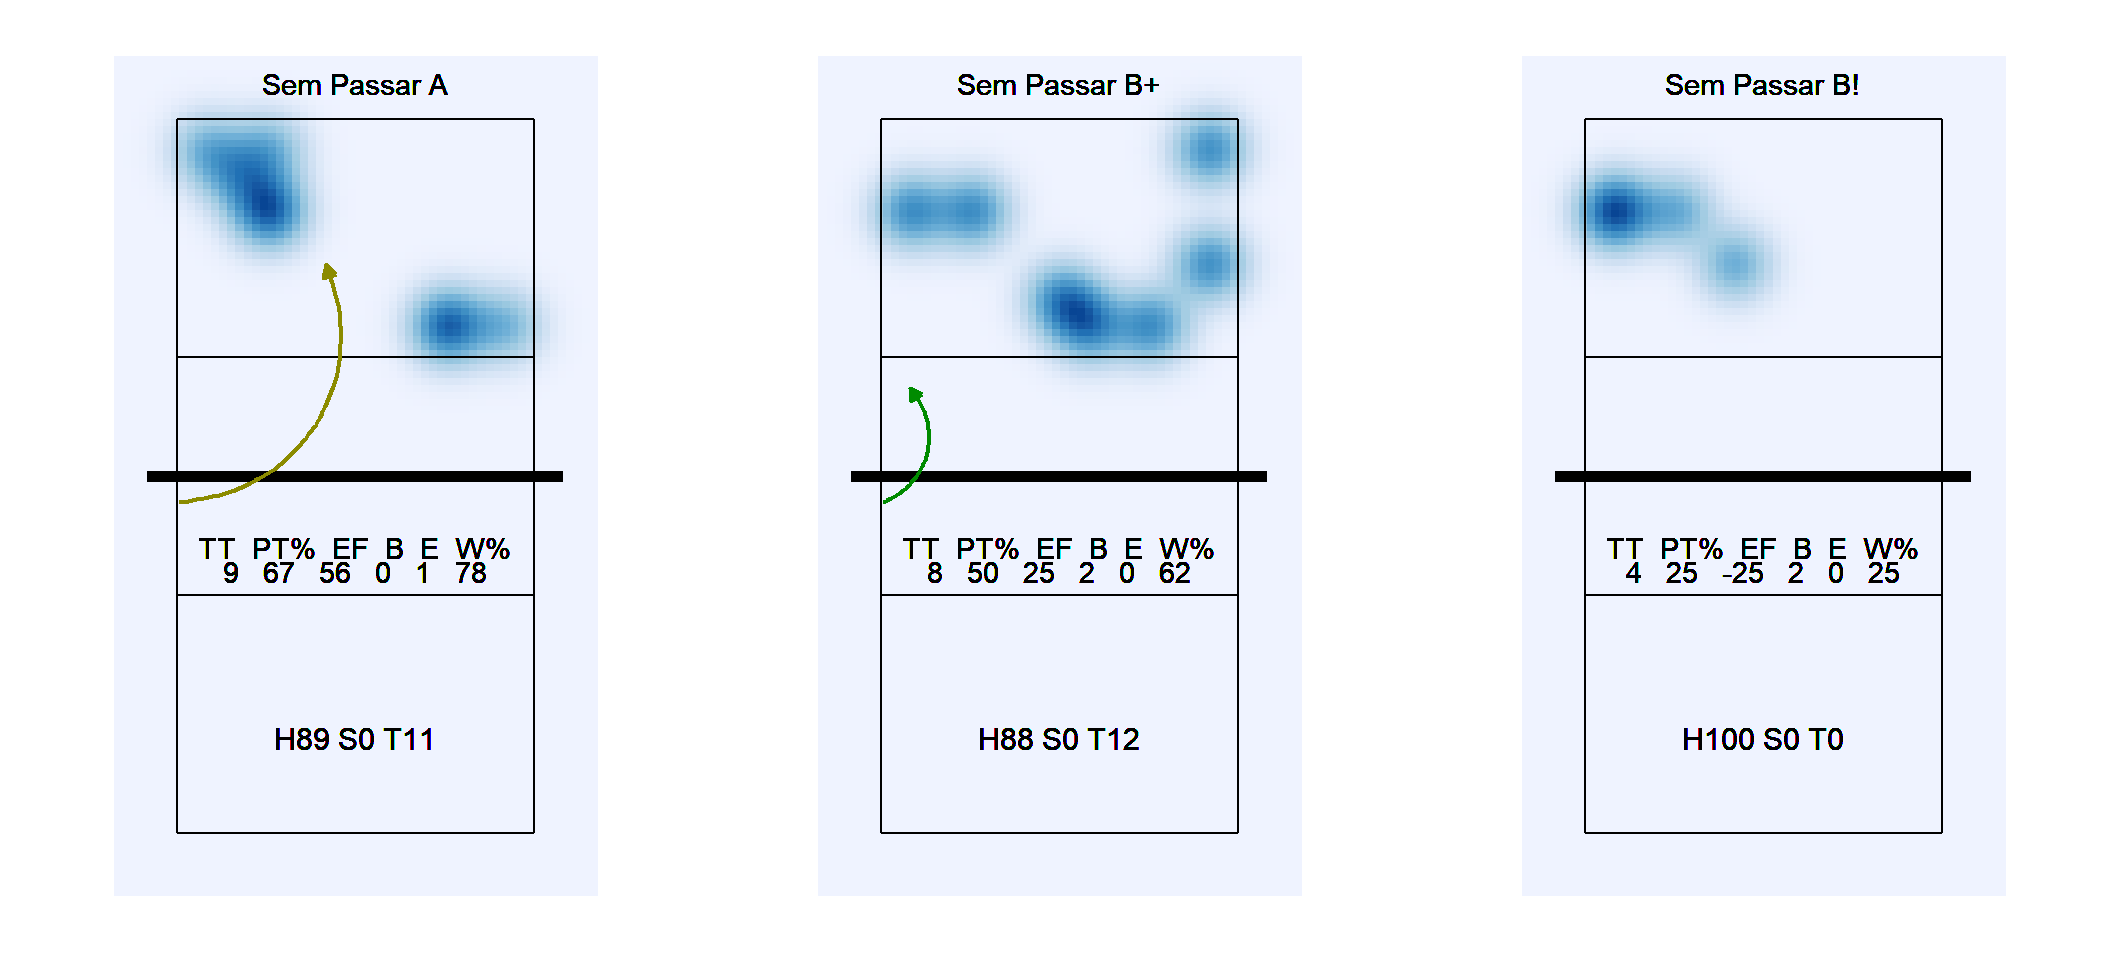 Sem Passar A
TT PT% EF B E W%
9 67 56 0 1 78
H89 S0 T11
Sem Passar B+
TT PT% EF B E W%
8 50 25 2 0 62
H88 S0 T12
Sem Passar B!
TT PT% EF B E W%
4 25 -25 2 0 25
H100 S0 T0